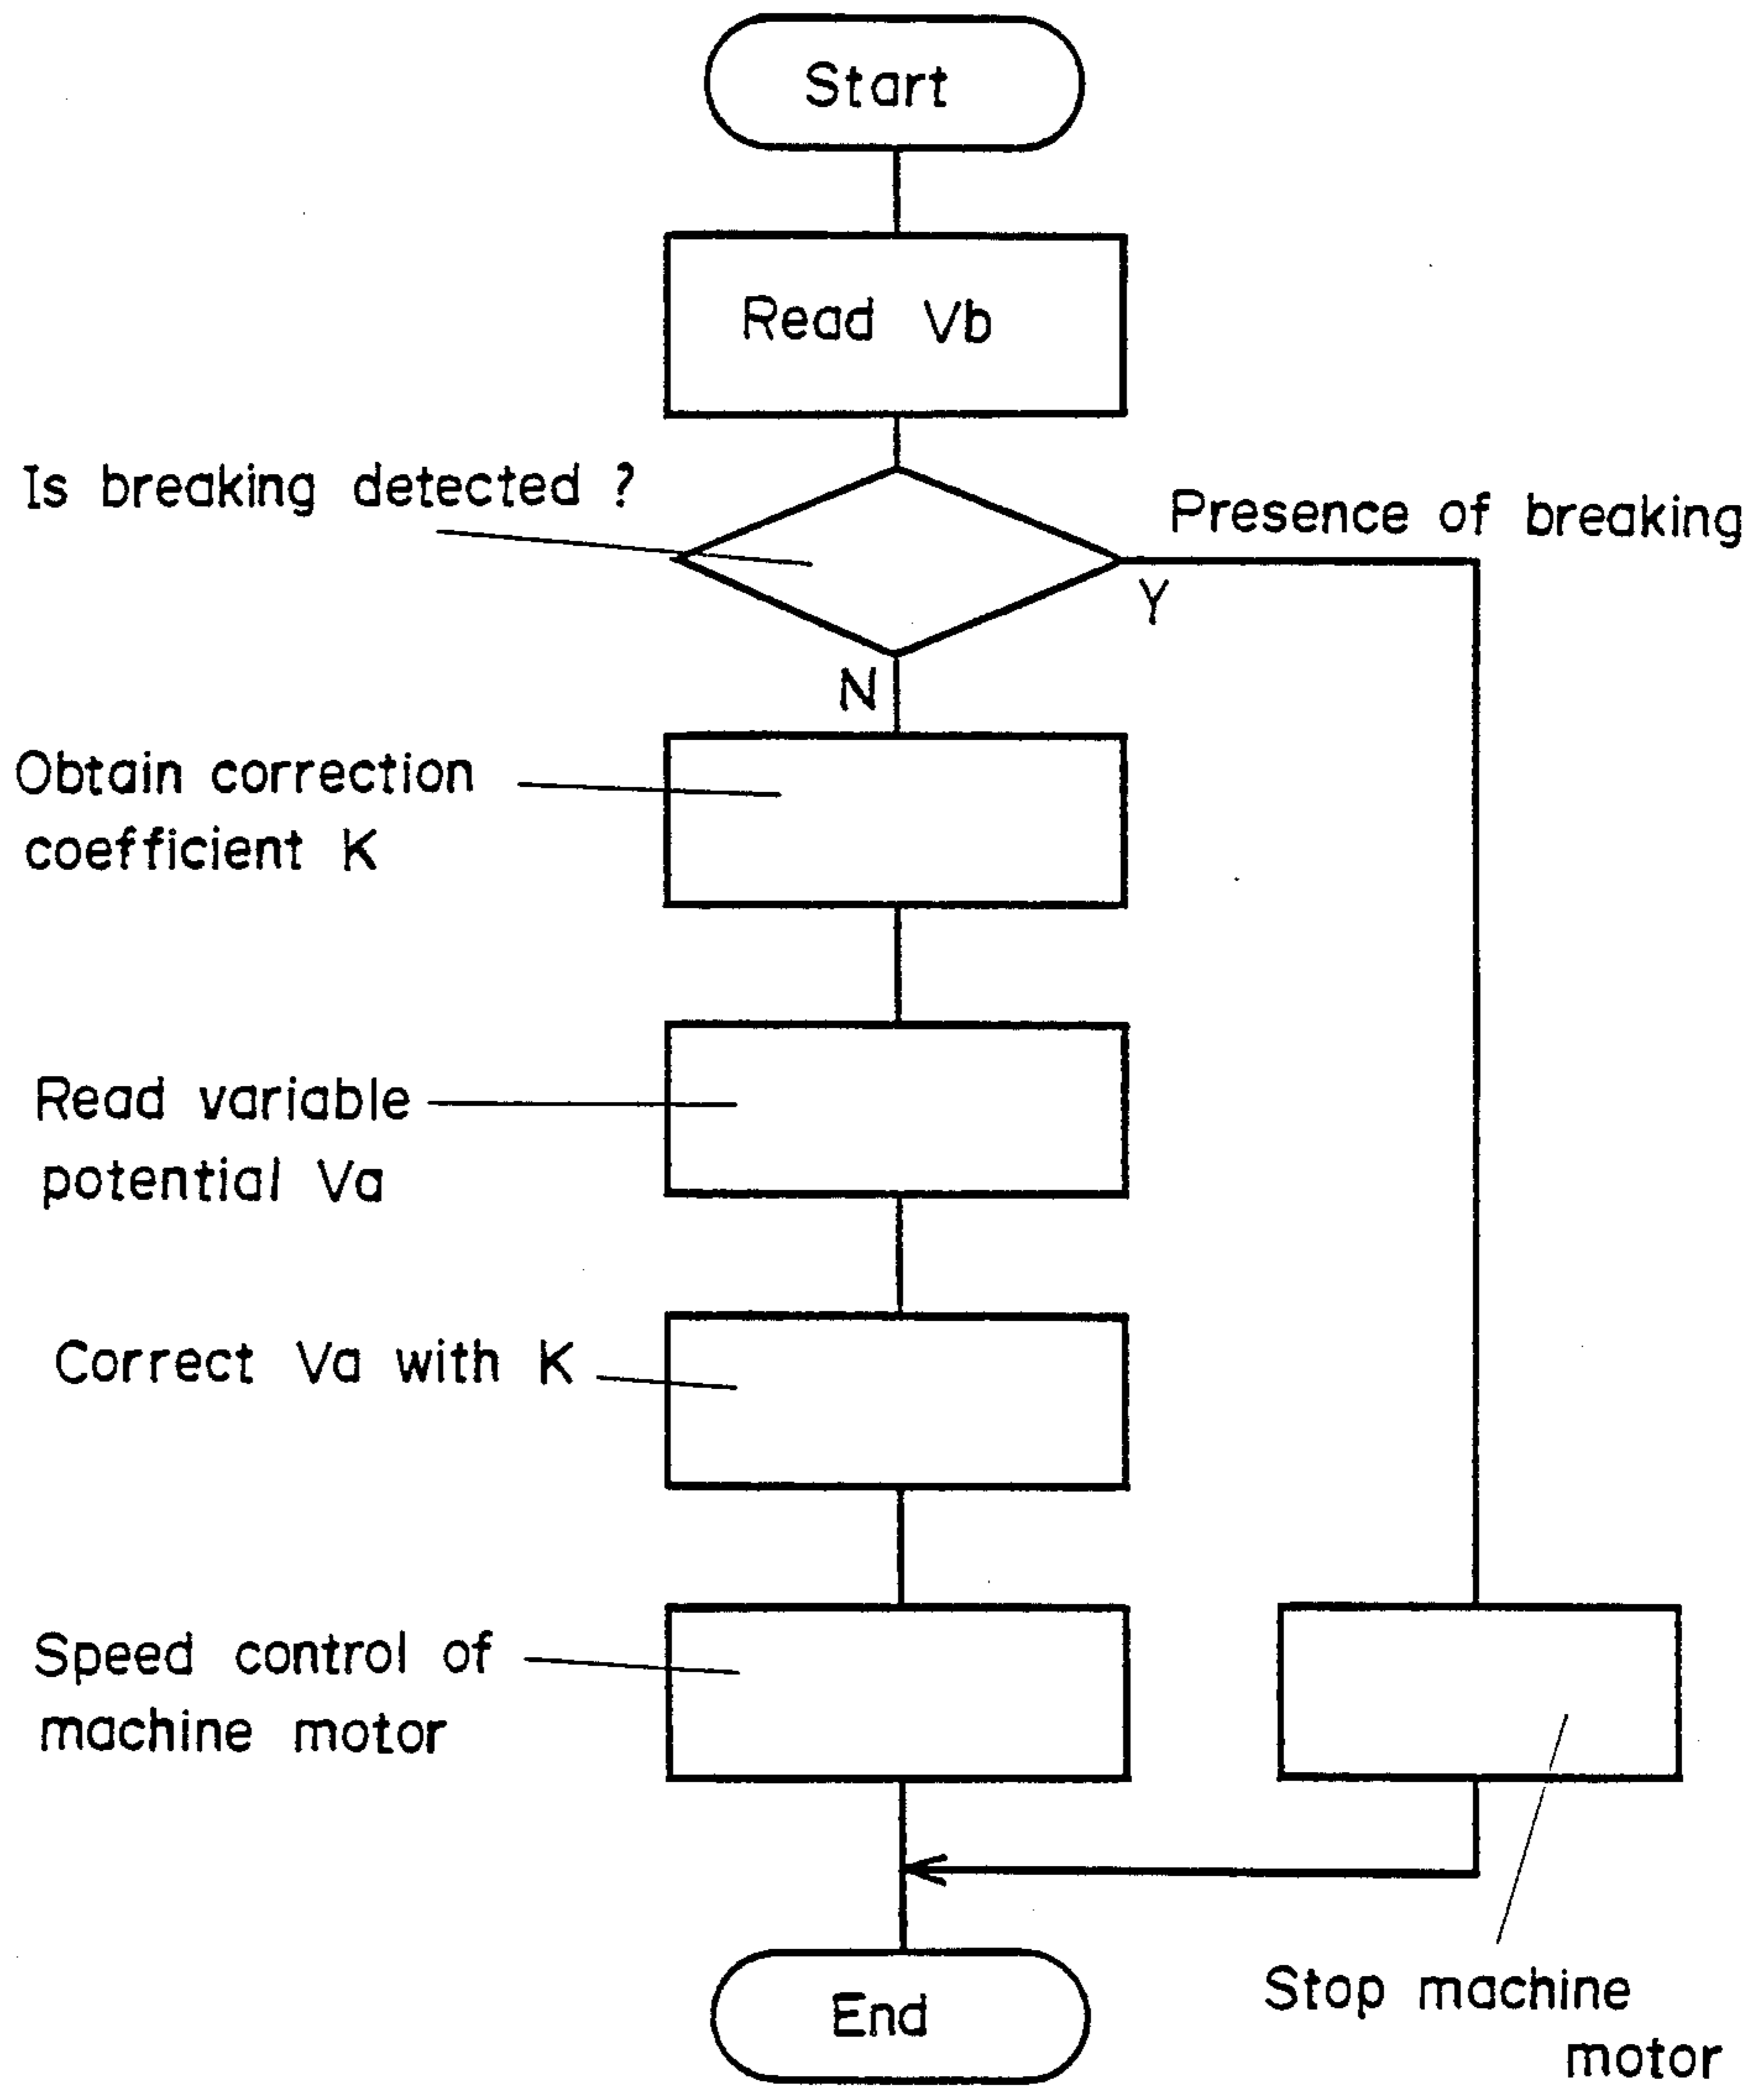 Start
Read Vb
Is breaking detected ?
Presence of breaking
Y
N
Obtain correction
coefficient K
Read variable
potential Va
Correct Va with K
Speed control of
machine motor
End
Stop machine
motor